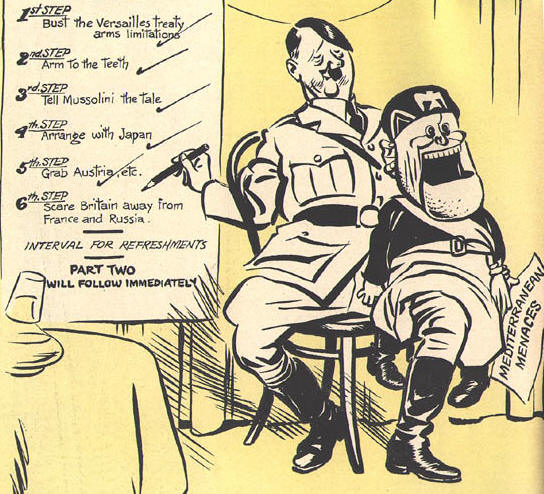 1st STEP
Bust the Versailles treaty
arms limitations
2nd. STEP
Arm To the Teeth
3rd. STEP
Tell Mussolini the tale
4th. STEP
Arrange with Japan
5th. STEP
Grab Austria, etc.
6th. STEP
Scare Britain away from
France and Russia.
INTERVAL FOR REFRESHMENTS
PART TWO
WILL FOLLOW IMMEDIATELY
M
MEDITERRANEAN
MENACES